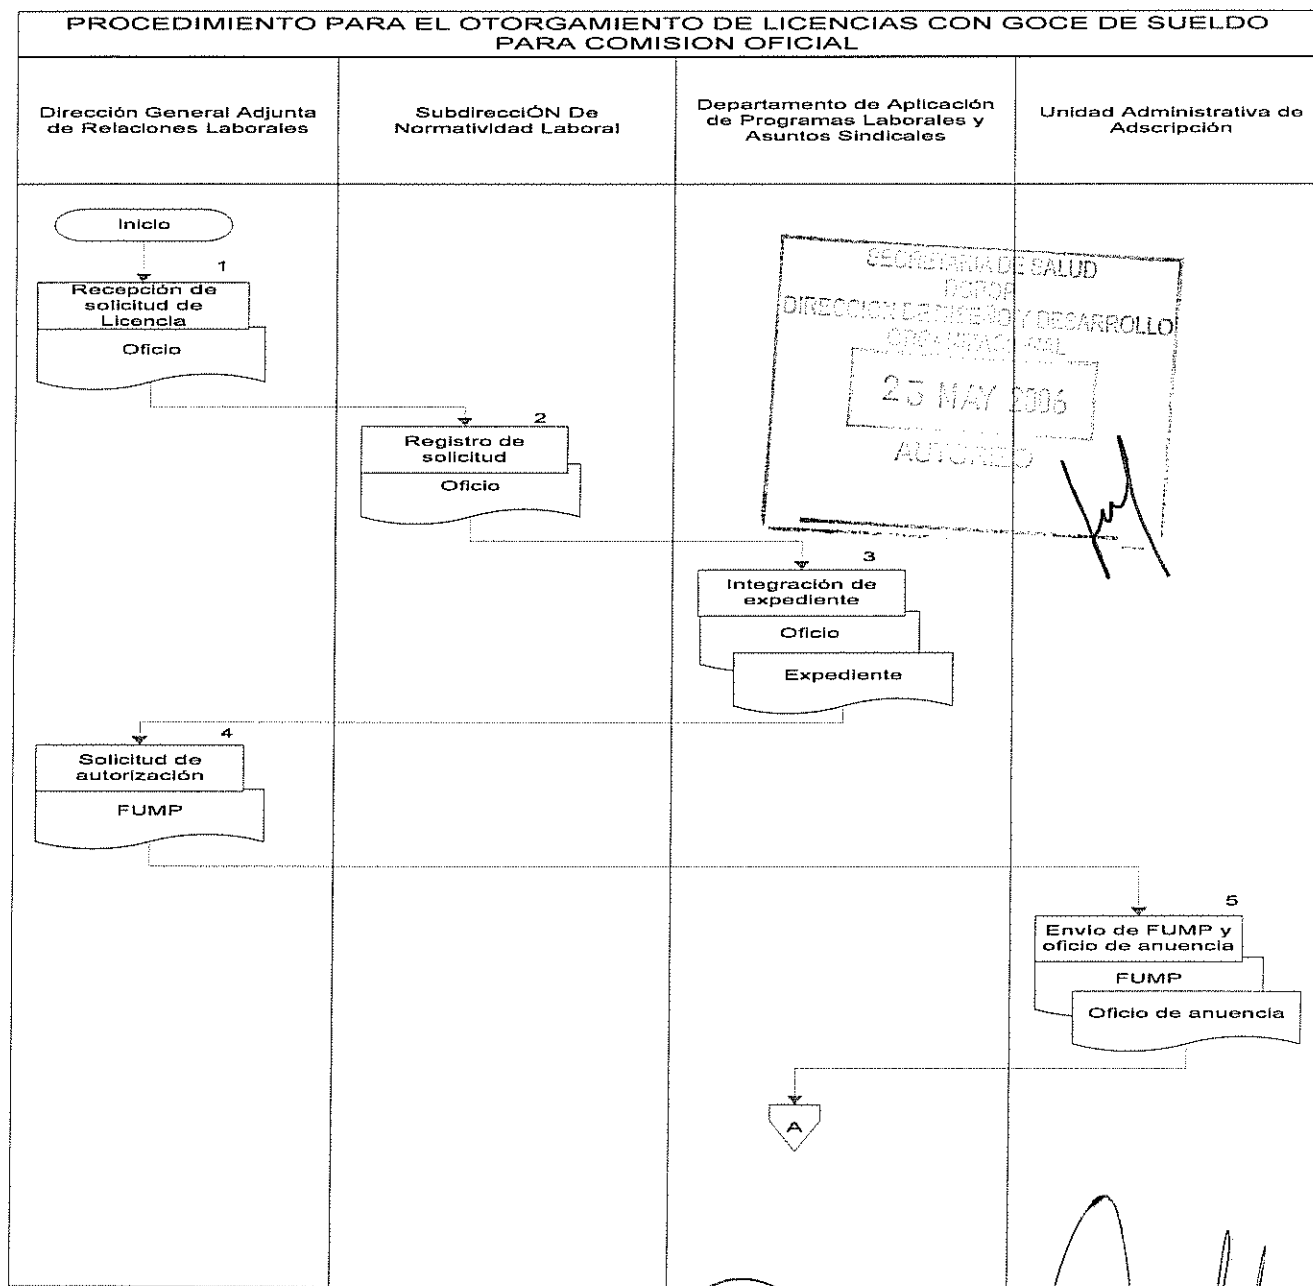 PROCEDIMIENTO PARA EL OTORGAMIENTO DE LICENCIAS CON GOCE DE SUELDO
PARA COMISION OFICIAL
Dirección General Adjunta
de Relaciones Laborales
SubdirecciÓN De
Normatividad Laboral
Departamento de Aplicación
de Programas Laborales y
Asuntos Sindicales
Unidad Administrativa de
Adscripción
Inicio
1
Recepción de
solicitud de
Licencia
Oficio
SECRETARIA DE SALUD
DIRECCION DE DISEÑO Y DESARROLLO
ORGANIZACIONAL
MAY 2006
AUTORIZO
2
Registro de
solicitud
Oficio
3
Integración de
expediente
Oficio
Expediente
4
Solicitud de
autorización
FUMP
5
Envío de FUMP y
oficio de anuencia
FUMP
Oficio de anuencia
A